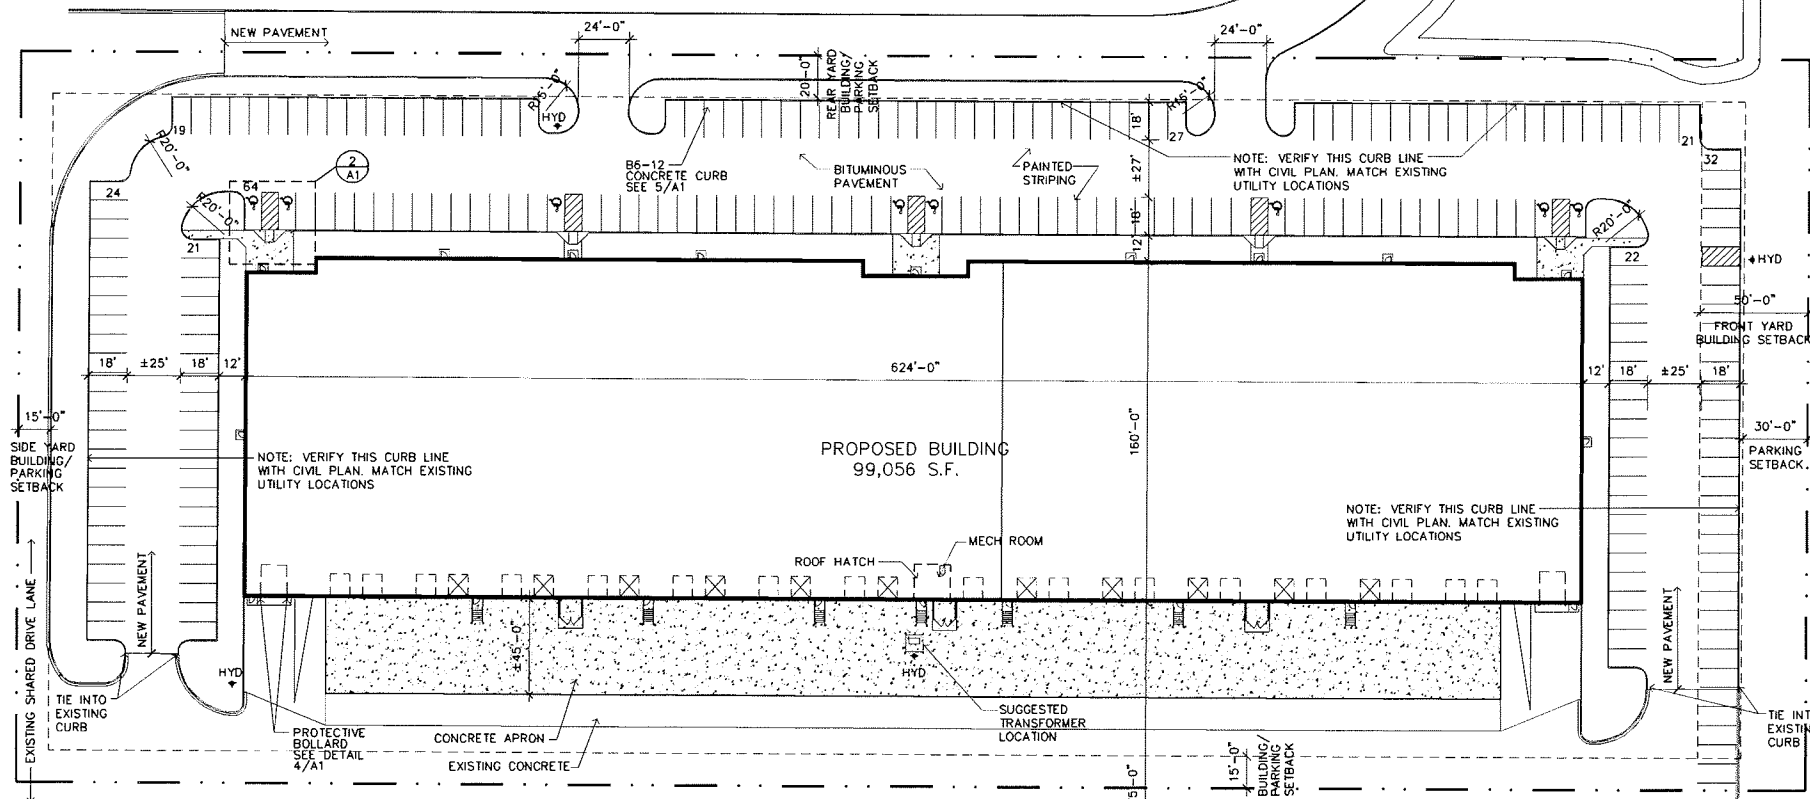 NEW PAVEMENT
24'-0"
24'-0"
20'-0"
REAR YARD
BUILDING/
PARKING
SETBACK
R15'-0"
HYD
R15'-0"
19
R20'-0"
18'
27
21
32
2
A1
B6-12
CONCRETE CURB
SEE 5/A1
BITUMINOUS
PAVEMENT
PAINTED
STRIPING
±27'
NOTE: VERIFY THIS CURB LINE
WITH CIVIL PLAN. MATCH EXISTING
UTILITY LOCATIONS
24
64
R20'-0"
21
18'
12'
R20'-0"
22
HYD
50'-0"
FRONT YARD
BUILDING SETBACK
18'
±25'
18'
12'
624'-0"
12'
18'
±25'
18'
15'-0"
SIDE YARD
BUILDING/
PARKING
SETBACK
30'-0"
PARKING
SETBACK
160'-0"
PROPOSED BUILDING
99,056 S.F.
NOTE: VERIFY THIS CURB LINE
WITH CIVIL PLAN. MATCH EXISTING
UTILITY LOCATIONS
NOTE: VERIFY THIS CURB LINE
WITH CIVIL PLAN. MATCH EXISTING
UTILITY LOCATIONS
MECH ROOM
ROOF HATCH
EXISTING SHARED DRIVE LANE
NEW PAVEMENT
NEW PAVEMENT
±45'-0"
HYD
HYD
TIE INTO
EXISTING
CURB
PROTECTIVE
BOLLARD
SEE DETAIL
4/A1
CONCRETE APRON
EXISTING CONCRETE
SUGGESTED
TRANSFORMER
LOCATION
TIE INT
EXISTIN
CURB
15'-0"
BUILDING/
PARKING
SETBACK
5'-0"